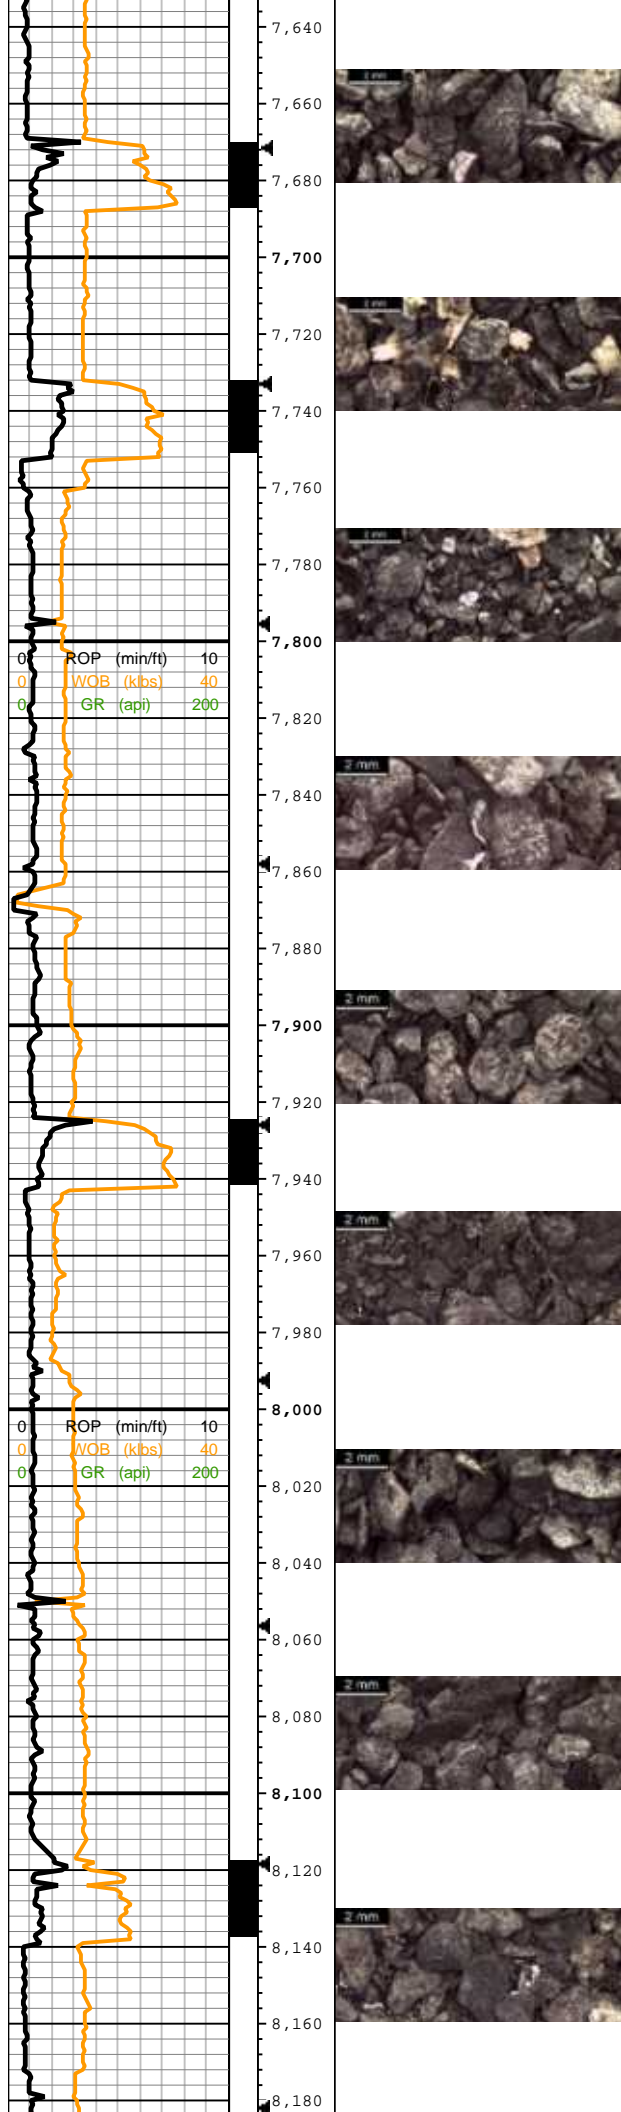 7,640
7,660
2 mm
7,680
7,700
2 mm
7,720
7,740
7,760
2 mm
7,780
7,800
0 ROP (min/ft) 10
0 WOB (klbs) 40
0 GR (api) 200
7,820
2 mm
7,840
7,860
7,880
2 mm
7,900
7,920
7,940
2 mm
7,960
7,980
8,000
0 ROP (min/ft) 10
0 WOB (klbs) 40
0 GR (api) 200
2 mm
8,020
8,040
8,060
2 mm
8,080
8,100
8,120
2 mm
8,140
8,160
8,180